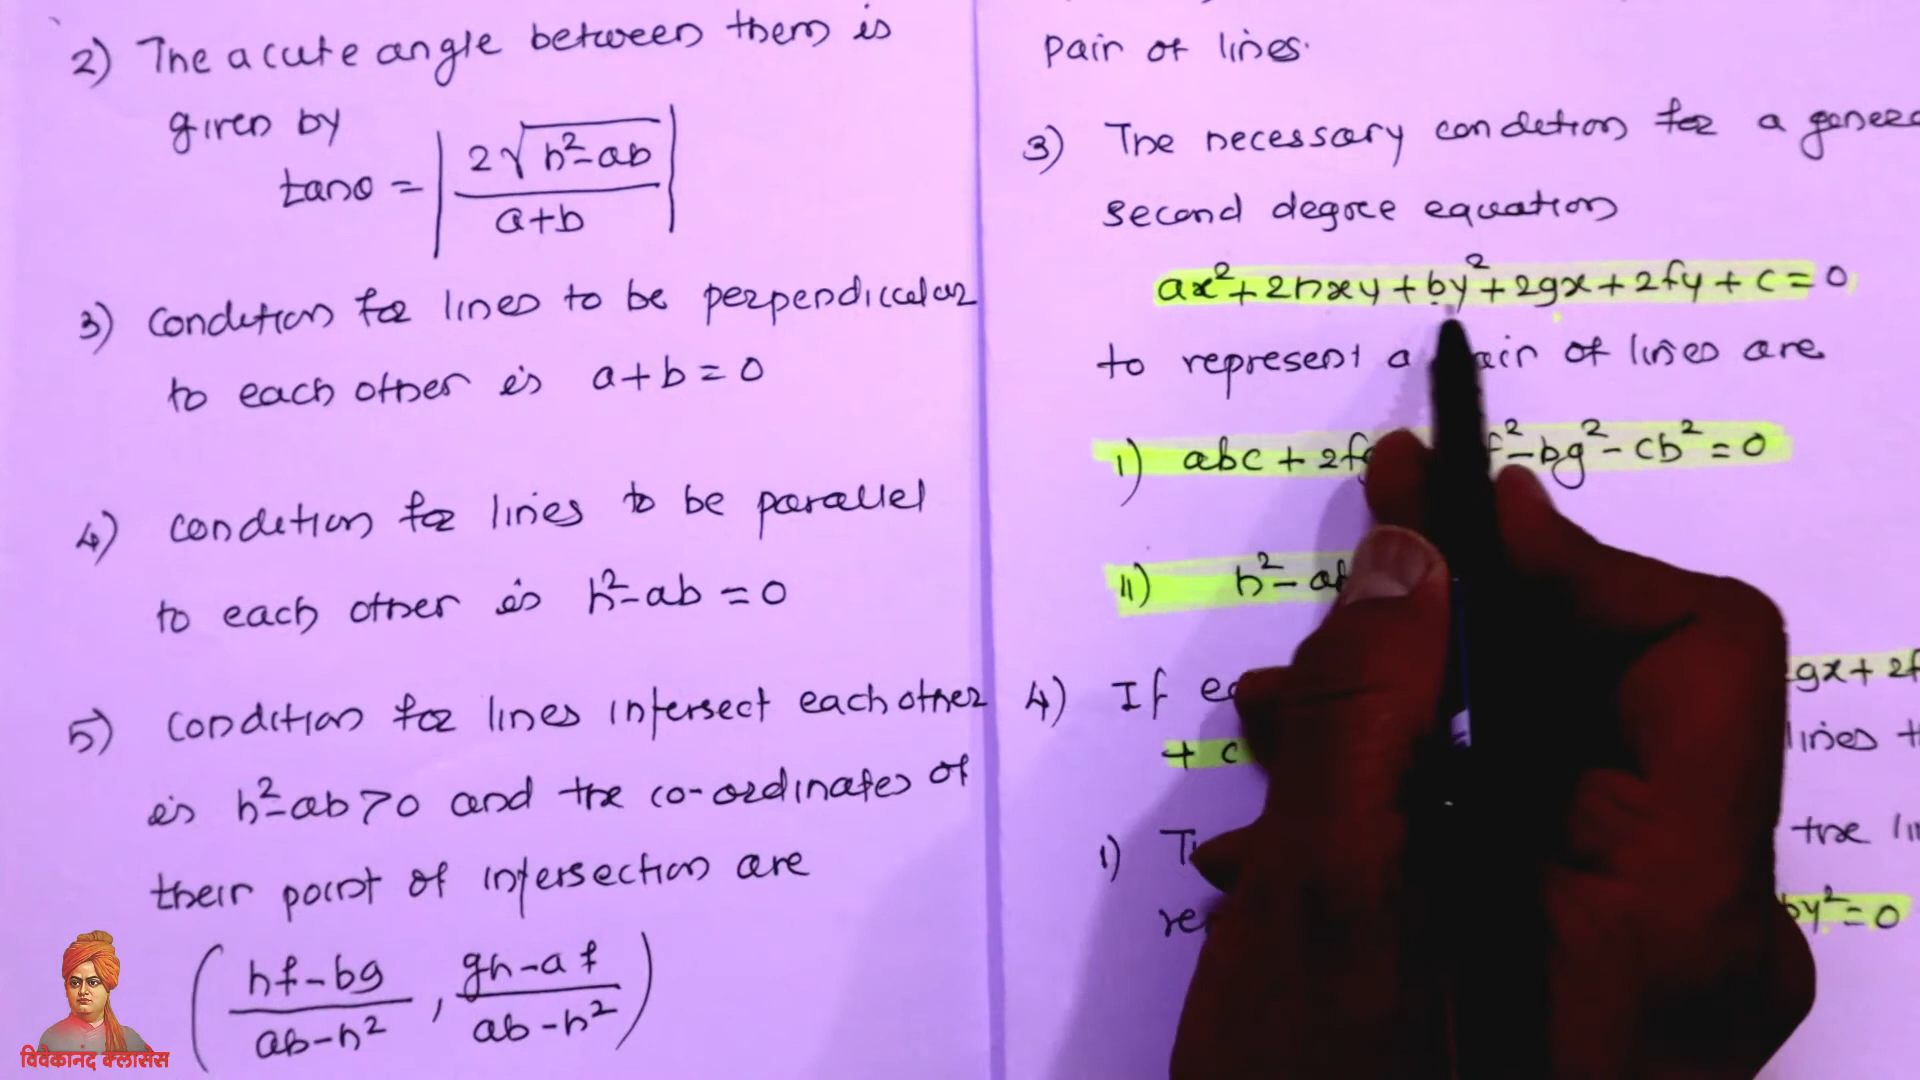 2) The acute angle between them is
given by
tanθ = | 2√h²-ab / a+b |
3) Condition for lines to be perpendicular
to each other is a+b=0
4) condition for lines to be parallel
to each other is h²-ab=0
5) condition for lines intersect each other
is h²-ab>0 and the co-ordinates of
their point of intersection are
( hf-bg / ab-h² , gh-af / ab-h² )
विवेकानंद क्लासेस
pair of lines.
3) The necessary condition for a
second degree equation
ax²+2hxy+by²+2gx+2fy+c=0
to represent a of lines are
i) abc+2f -bg²-ch²=0
ii) h²-
4) If gx+2f
+ c lines
i) the
by²=0